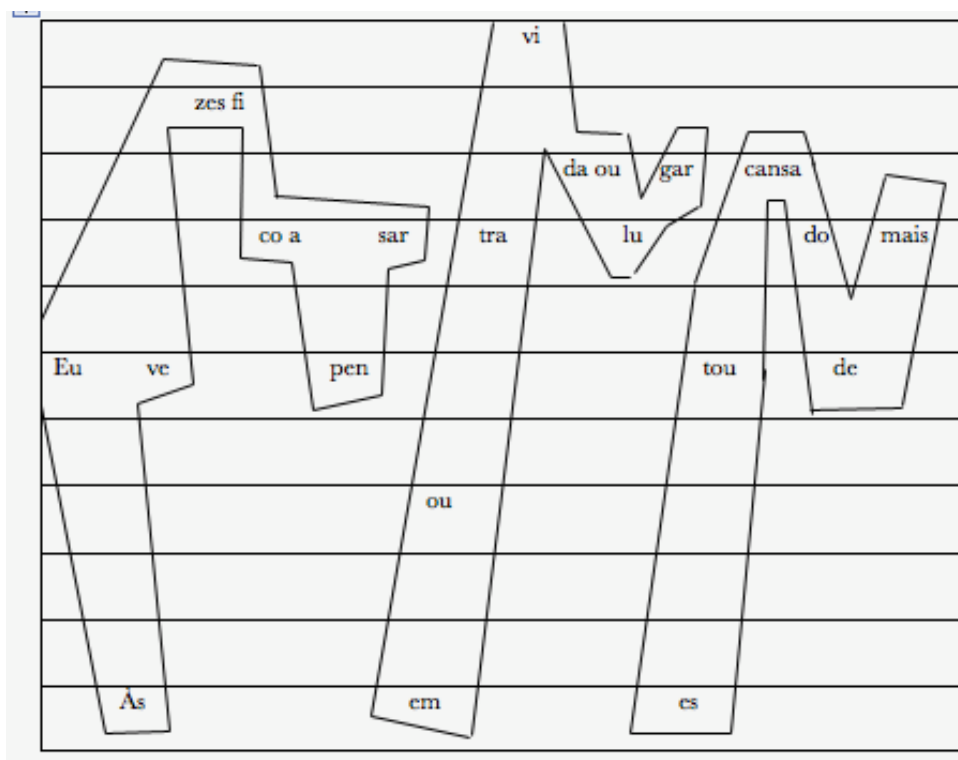 vi
zes fi
da ou gar cansa
co a sar tra lu do mais
Eu ve pen tou de
ou
Às em es